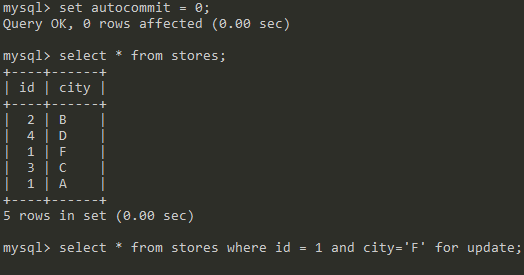 mysql> set autocommit = 0;
Query OK, 0 rows affected (0.00 sec)
mysql> select * from stores;
+----+------+
| id | city |
+----+------+
| 2 | B |
| 4 | D |
| 1 | F |
| 3 | C |
| 1 | A |
+----+------+
5 rows in set (0.00 sec)
mysql> select * from stores where id = 1 and city='F' for update;